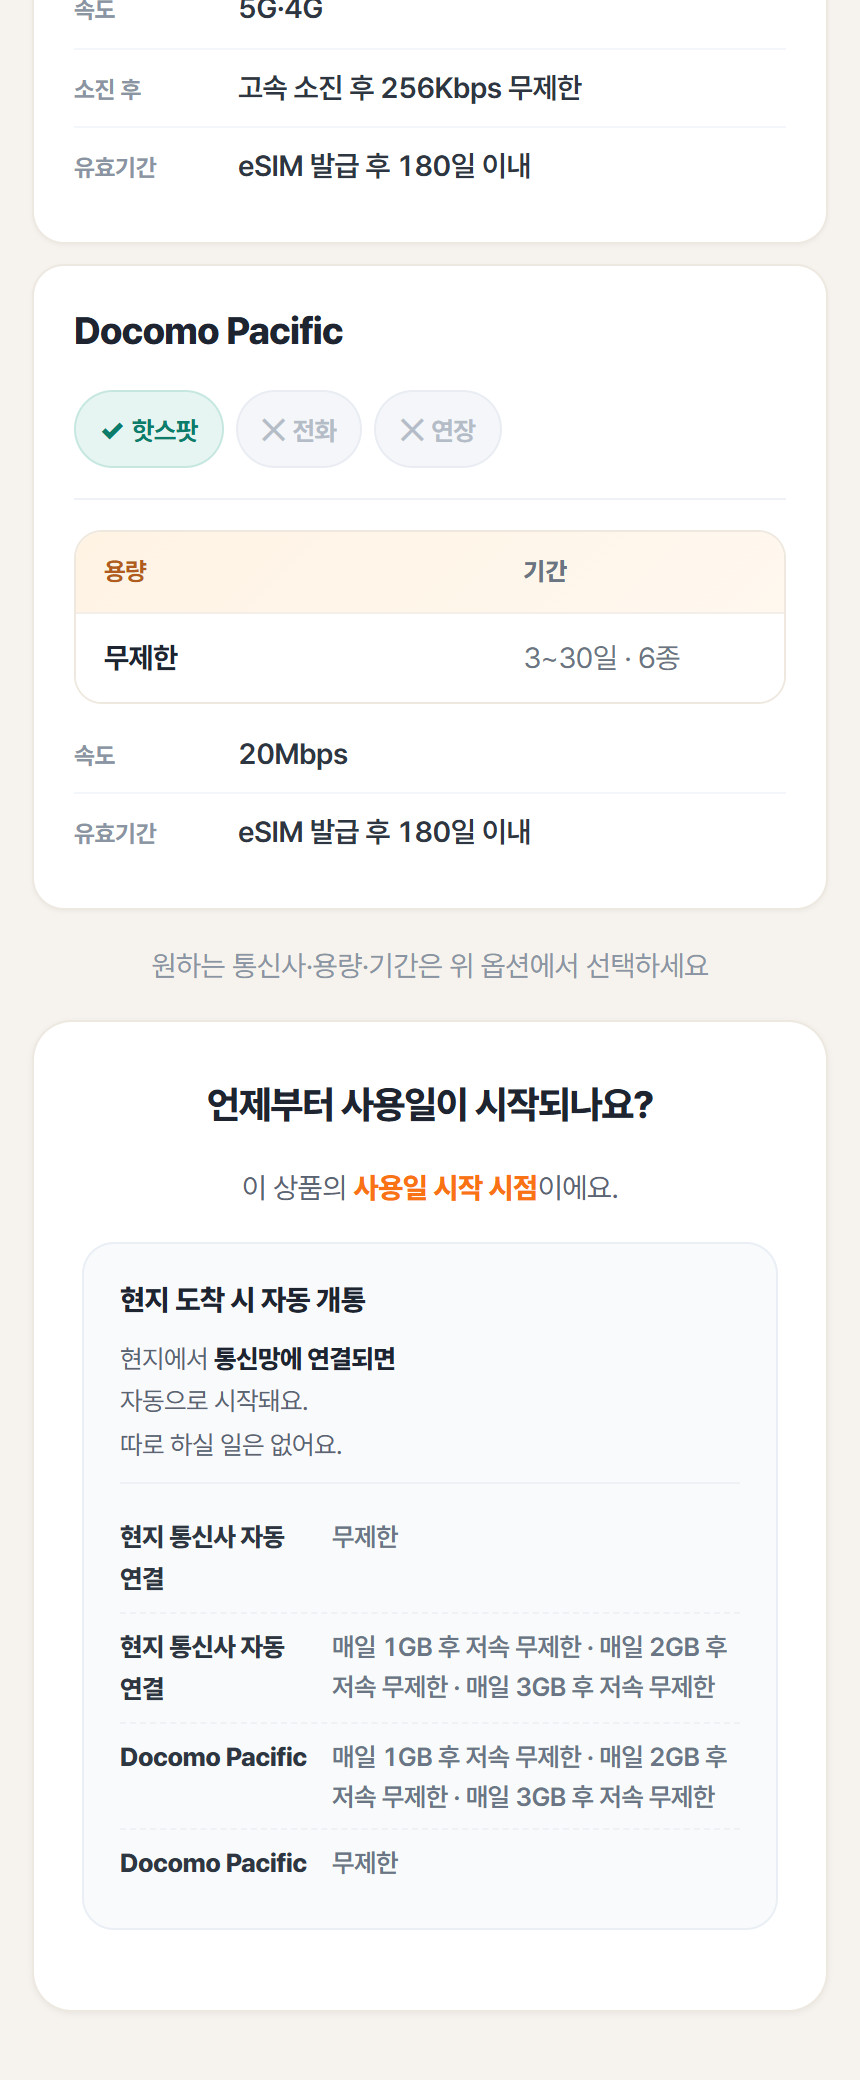 속도 5G·4G
소진 후 고속 소진 후 256Kbps 무제한
유효기간 eSIM 발급 후 180일 이내
Docomo Pacific
✓ 핫스팟 ✕ 전화 ✕ 연장
용량 기간
무제한 3~30일 · 6종
속도 20Mbps
유효기간 eSIM 발급 후 180일 이내
원하는 통신사·용량·기간은 위 옵션에서 선택하세요
언제부터 사용일이 시작되나요?
이 상품의 사용일 시작 시점이에요.
현지 도착 시 자동 개통
현지에서 통신망에 연결되면
자동으로 시작돼요.
따로 하실 일은 없어요.
현지 통신사 자동 연결 무제한
현지 통신사 자동 연결 매일 1GB 후 저속 무제한 · 매일 2GB 후
저속 무제한 · 매일 3GB 후 저속 무제한
Docomo Pacific 매일 1GB 후 저속 무제한 · 매일 2GB 후
저속 무제한 · 매일 3GB 후 저속 무제한
Docomo Pacific 무제한